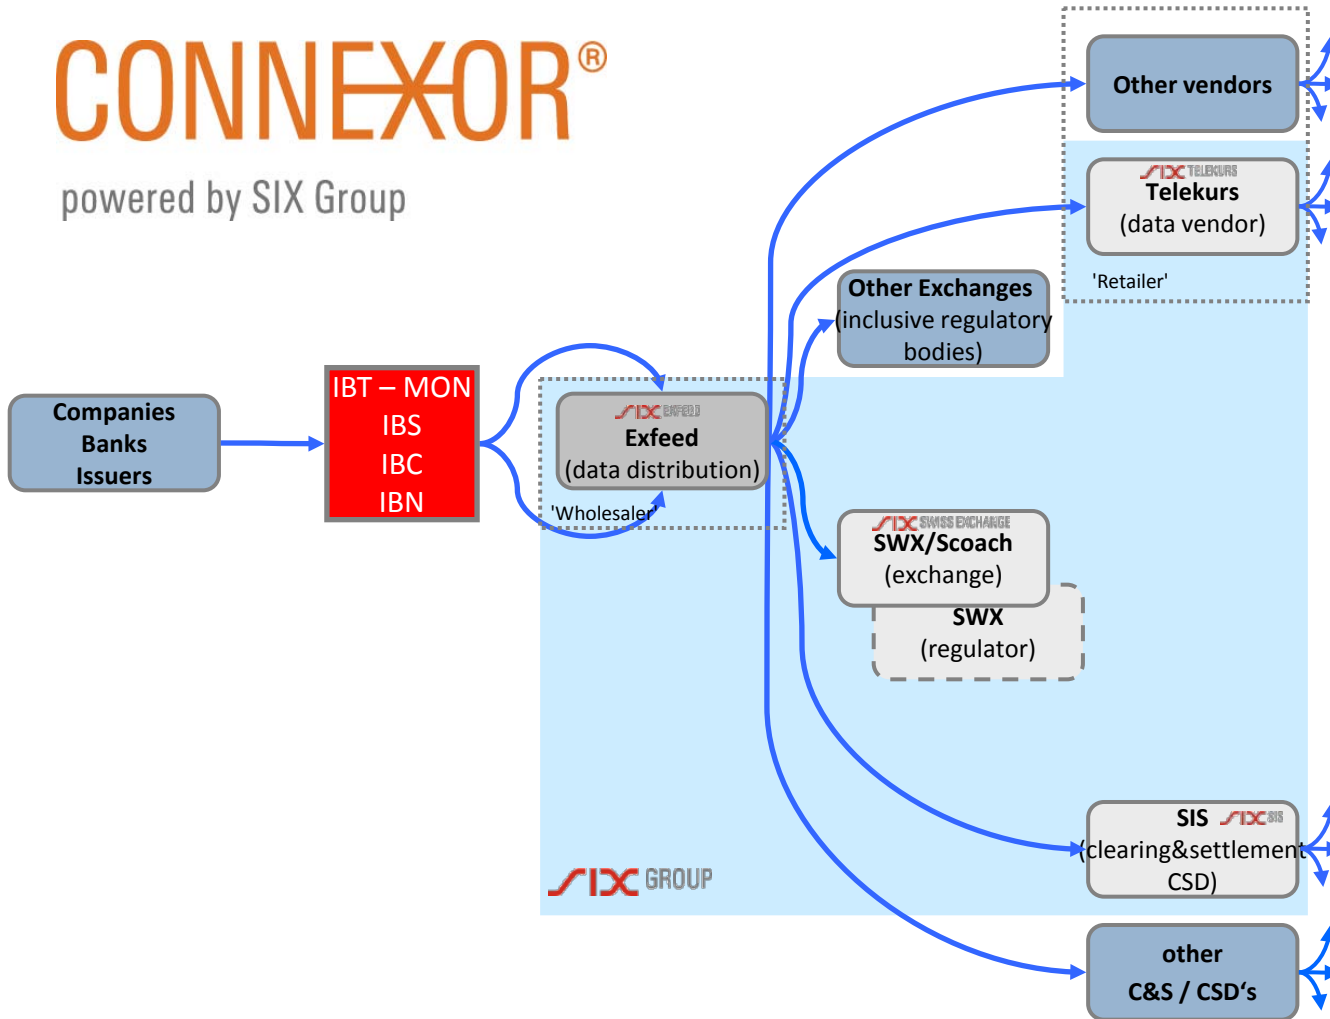 CONNEXOR®
powered by SIX Group
Other vendors
SIX TELEKURS
Telekurs
(data vendor)
'Retailer'
Other Exchanges
(inclusive regulatory
bodies)
IBT – MON
IBS
IBC
IBN
Companies
Banks
Issuers
SIX EXFEED
Exfeed
(data distribution)
'Wholesaler'
SIX SWISS EXCHANGE
SWX/Scoach
(exchange)
SWX
(regulator)
SIS SIX SIS
(clearing&settlement
CSD)
SIX GROUP
other
C&S / CSD‘s